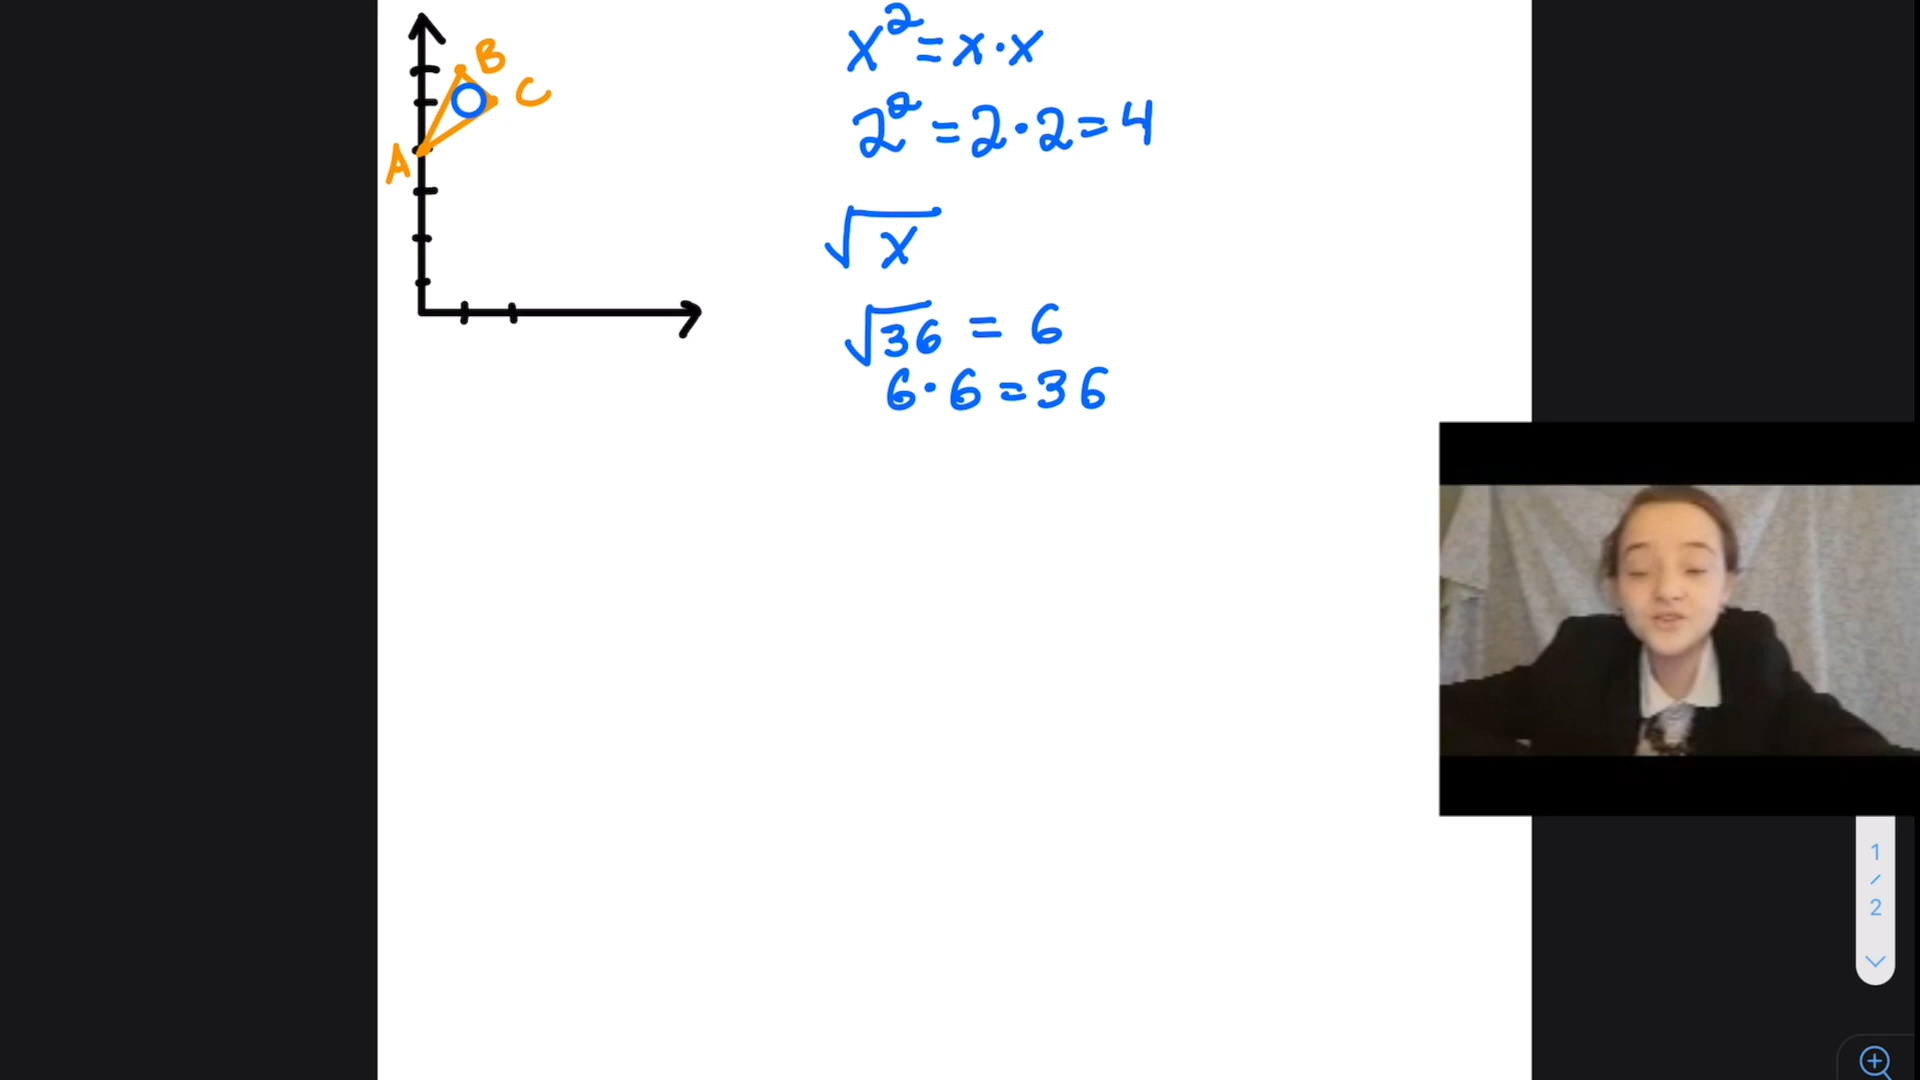 B
C
A
x² = x · x
2² = 2 · 2 = 4
√x
√36 = 6
6 · 6 = 36
1
/
2